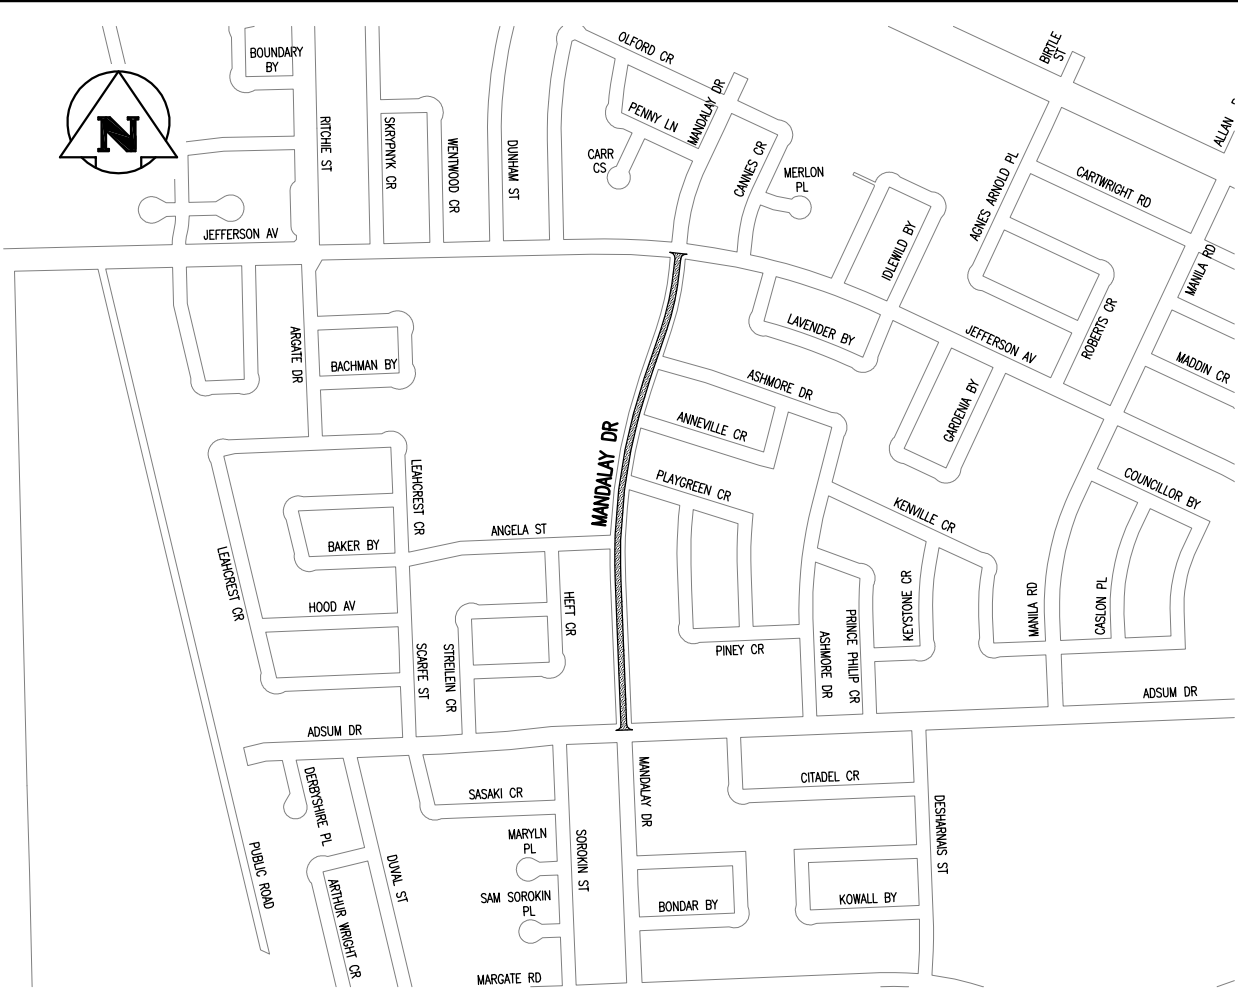 OLFORD CR
BIRTLE
ST
BOUNDARY
BY
N
RITCHIE ST
SKRYPNYK CR
WENTWOOD CR
DUNHAM ST
PENNY LN
MANDALAY DR
CARR
CS
CANNES CR
MERLON
PL
AGNES ARNOLD PL
CARTWRIGHT RD
ALLAN
JEFFERSON AV
IDLEWILD BY
MANILA RD
ARGATE DR
BACHMAN BY
LAVENDER BY
JEFFERSON AV
ROBERTS CR
MADDIN CR
ASHMORE DR
ANNEVILLE CR
GARDENIA BY
MANDALAY DR
LEAHCREST CR
PLAYGREEN CR
KENVILLE CR
COUNCILLOR BY
ANGELA ST
BAKER BY
LEAHCREST CR
HOOD AV
HEFT CR
KEYSTONE CR
MANILA RD
CASLON PL
SCARFE ST
STREILEIN CR
PINEY CR
ASHMORE DR
PRINCE PHILIP CR
ADSUM DR
ADSUM DR
DERBYSHIRE PL
SASAKI CR
MANDALAY DR
CITADEL CR
DESHARNAIS ST
MARYLN
PL
SOROKIN ST
PUBLIC ROAD
DUVAL ST
ARTHUR WRIGHT CR
SAM SOROKIN
PL
BONDAR BY
KOWALL BY
MARGATE RD